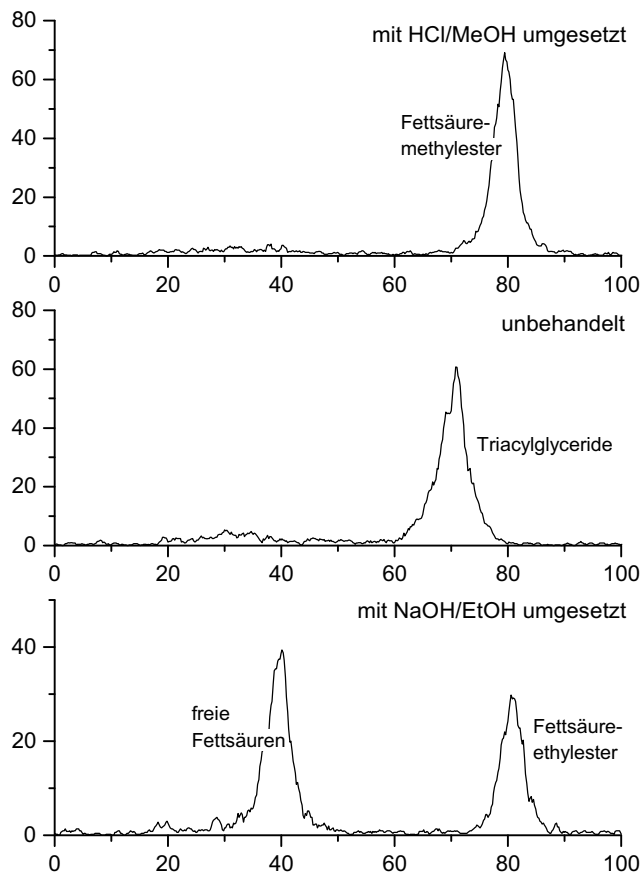 mit HCl/MeOH umgesetzt
80
60
40
20
0
Fettsäure-
methylester
0 20 40 60 80 100
unbehandelt
80
60
40
20
0
Triacylglyceride
0 20 40 60 80 100
mit NaOH/EtOH umgesetzt
40
20
0
freie
Fettsäuren
Fettsäure-
ethylester
0 20 40 60 80 100